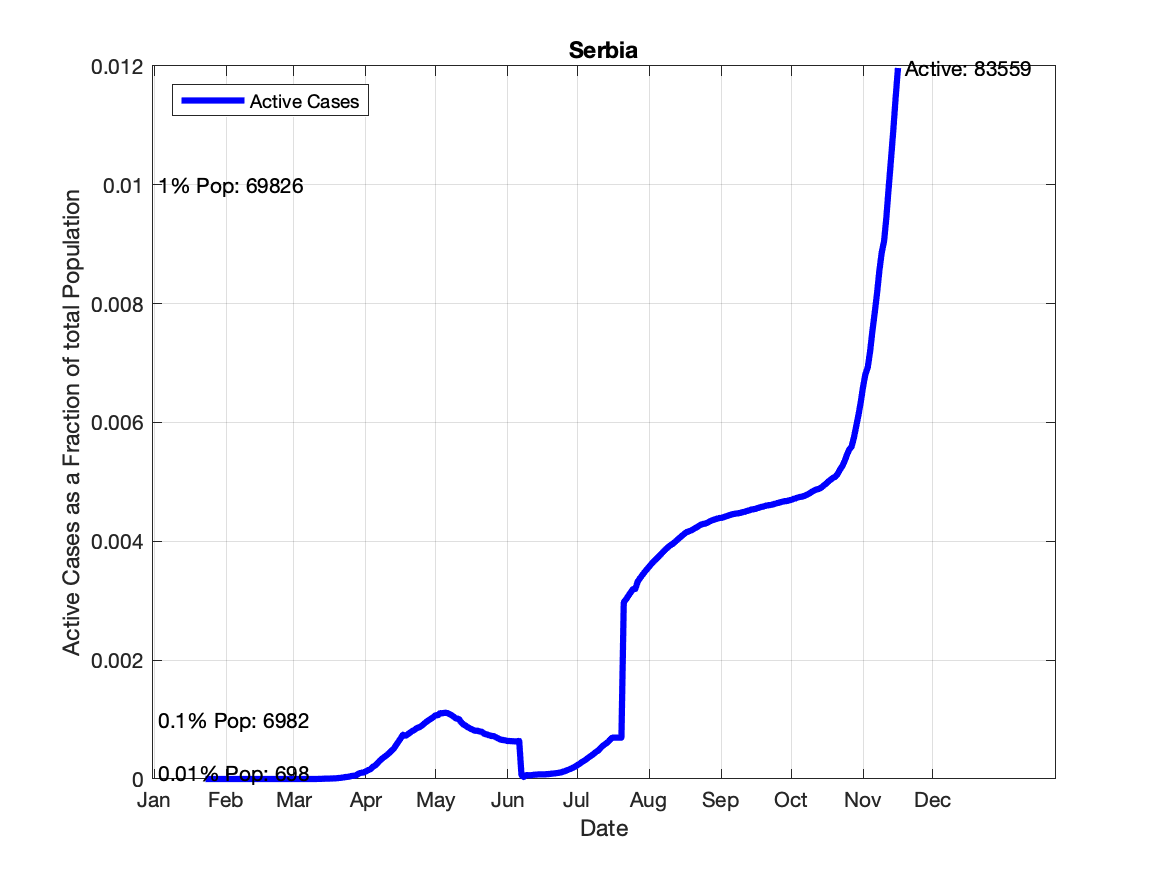 Serbia
0.012
Active: 83559
Active Cases
0.01
1% Pop: 69826
0.008
0.006
0.004
0.002
0.1% Pop: 6982
0
0.01% Pop: 698
Jan Feb Mar Apr May Jun Jul Aug Sep Oct Nov Dec
Date
Active Cases as a Fraction of total Population